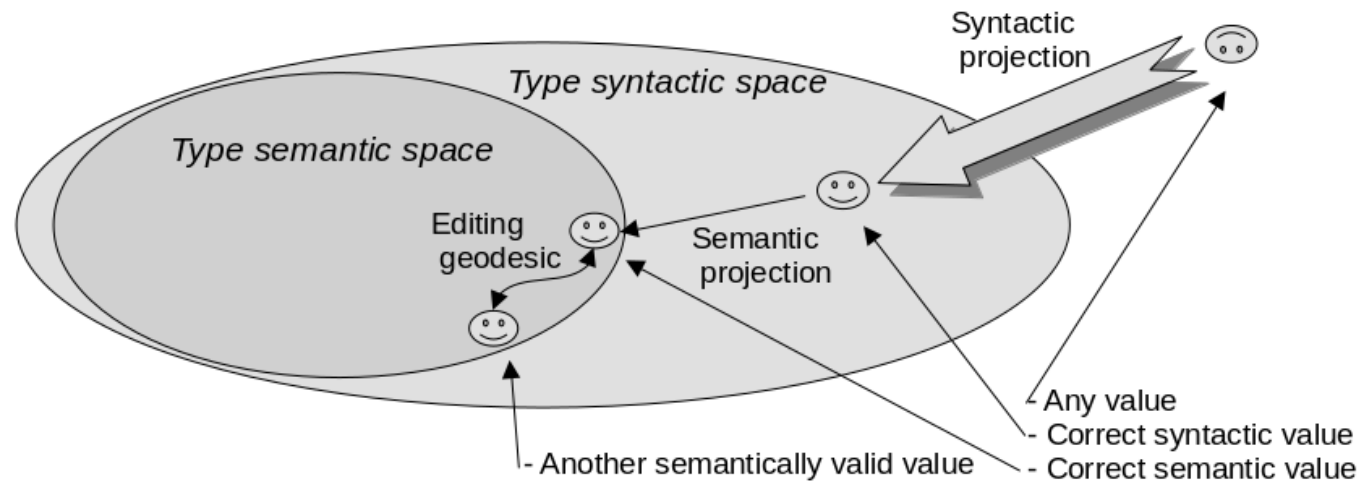 Syntactic
projection
Type syntactic space
Type semantic space
Editing
geodesic
Semantic
projection
- Any value
- Correct syntactic value
- Another semantically valid value
- Correct semantic value